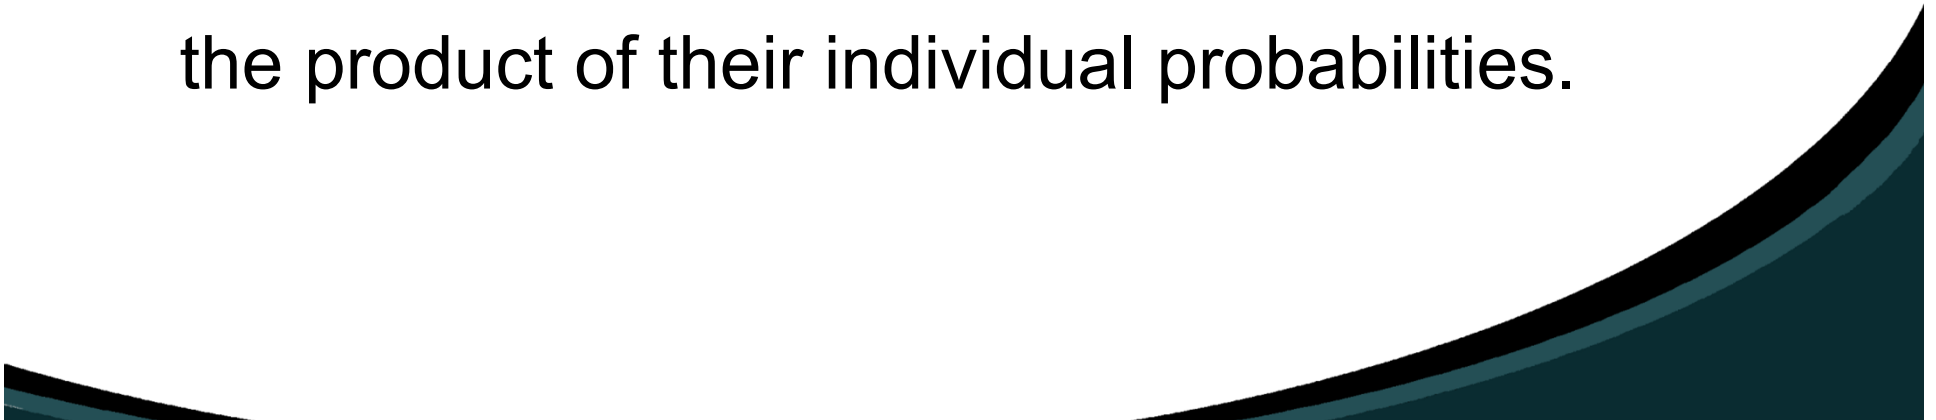 the product of their individual probabilities.